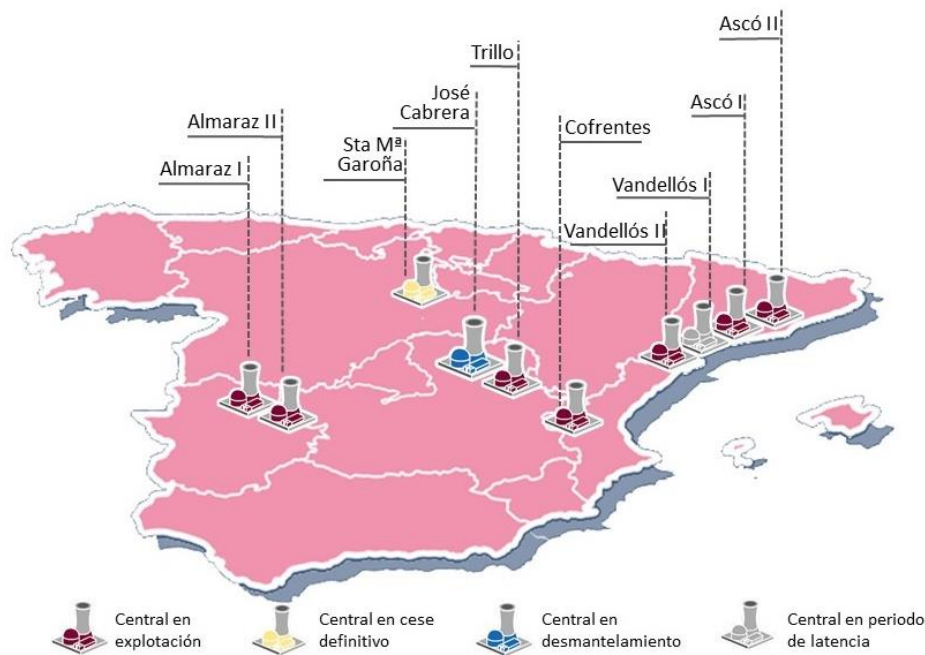 Ascó II
Trillo
José
Cabrera
Ascó I
Almaraz II
Cofrentes
Sta Mª
Garoña
Almaraz I
Vandellós I
Vandellós II
Central en
explotación
Central en cese
definitivo
Central en
desmantelamiento
Central en periodo
de latencia